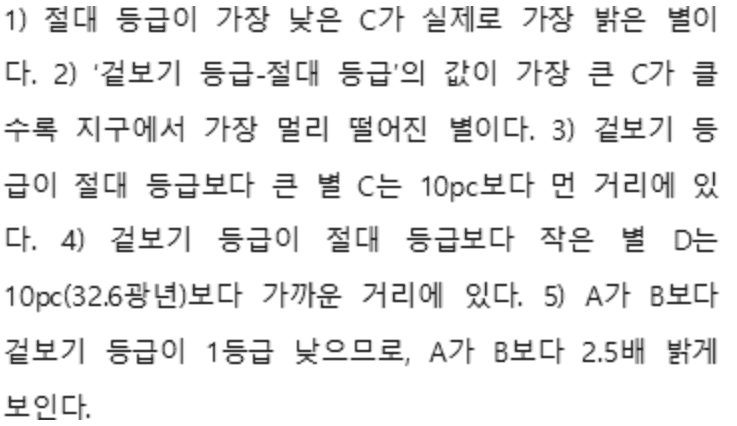 1) 절대 등급이 가장 낮은 C가 실제로 가장 밝은 별이
다. 2) ‘겉보기 등급-절대 등급’의 값이 가장 큰 C가 클
수록 지구에서 가장 멀리 떨어진 별이다. 3) 겉보기 등
급이 절대 등급보다 큰 별 C는 10pc보다 먼 거리에 있
다. 4) 겉보기 등급이 절대 등급보다 작은 별 D는
10pc(32.6광년)보다 가까운 거리에 있다. 5) A가 B보다
겉보기 등급이 1등급 낮으므로, A가 B보다 2.5배 밝게
보인다.